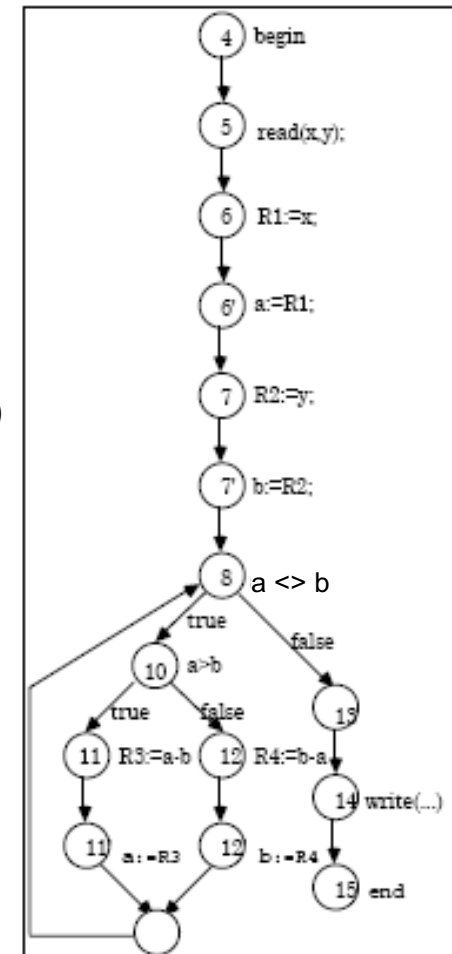 4 begin
5 read(x,y);
6 R1:=x;
6' a:=R1;
7 R2:=y;
7' b:=R2;
)
8 a <> b
true
false
10 a>b
true false
13
11 R3:=a-b 12 R4:=b-a
14 write(...)
11' a:=R3 12 b:=R4
15 end